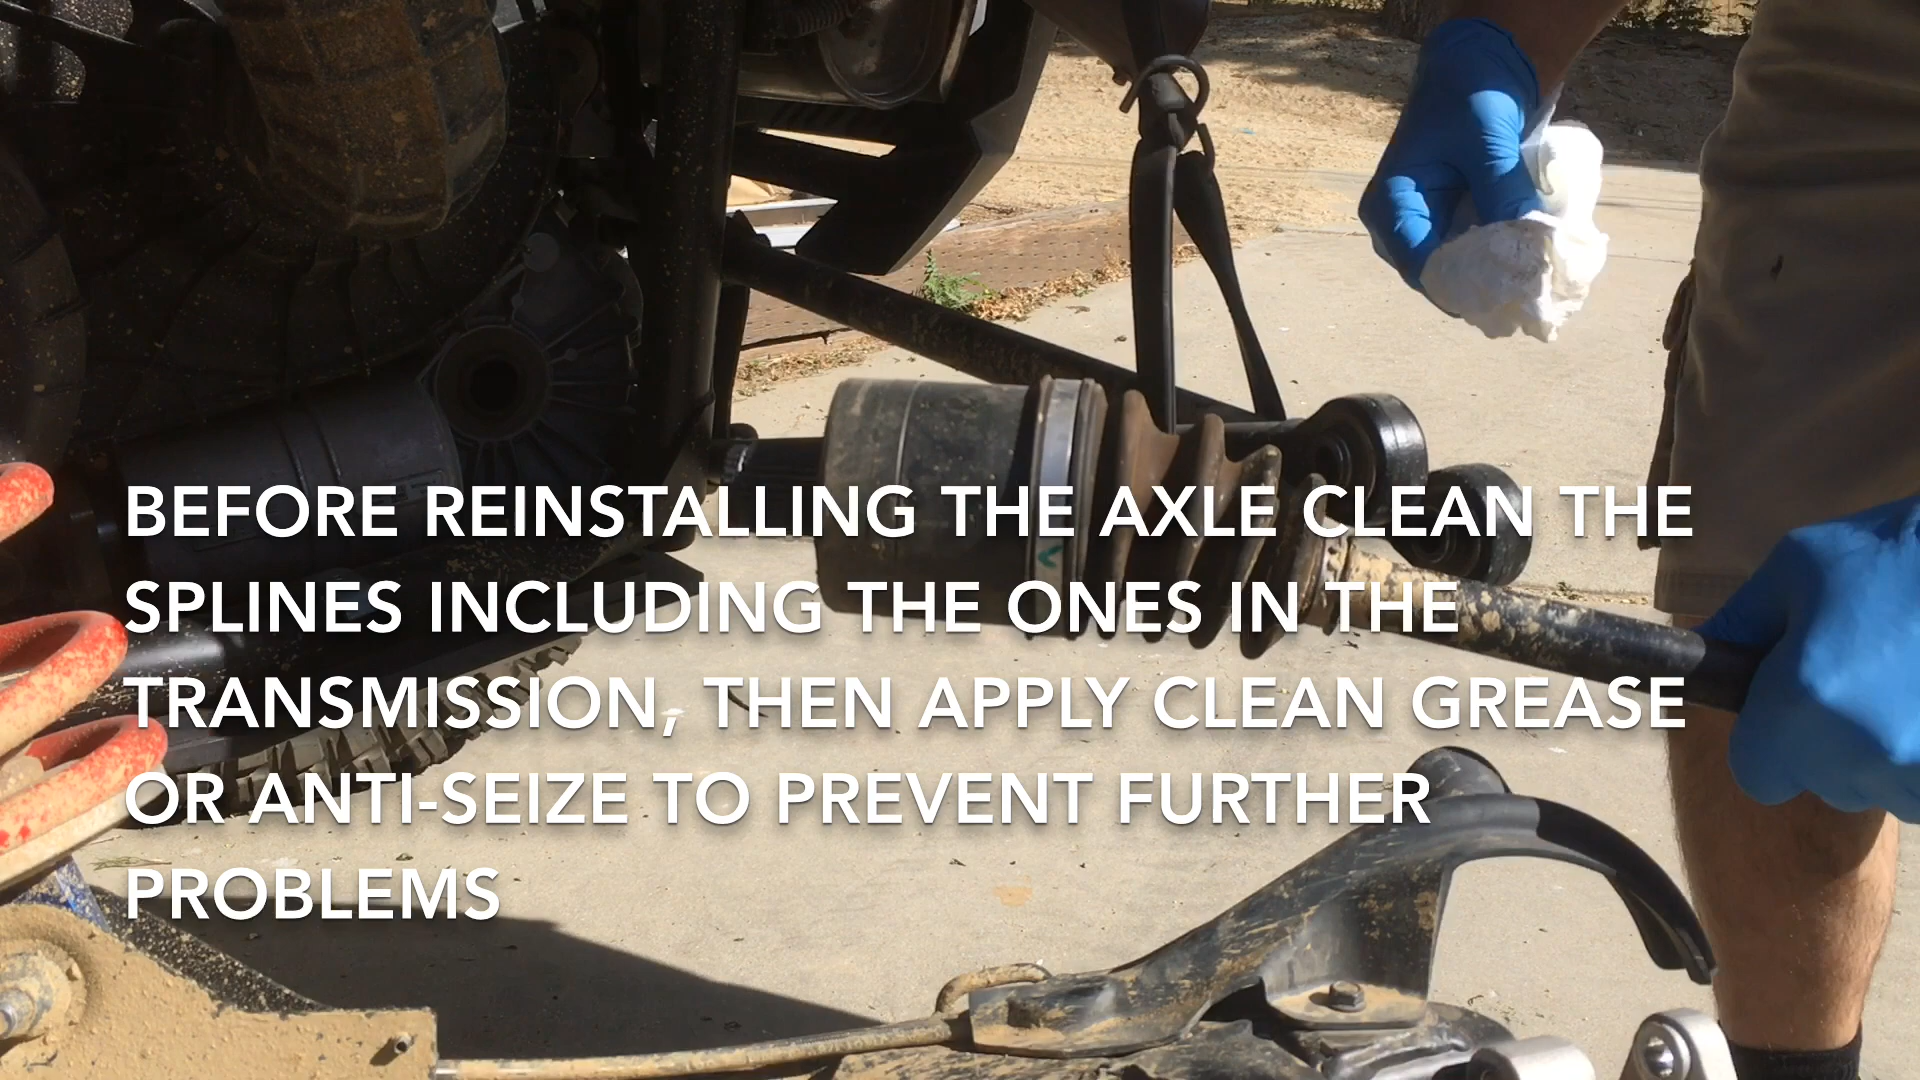 BEFORE REINSTALLING THE AXLE CLEAN THE
SPLINES INCLUDING THE ONES IN THE
TRANSMISSION, THEN APPLY CLEAN GREASE
OR ANTI-SEIZE TO PREVENT FURTHER
PROBLEMS